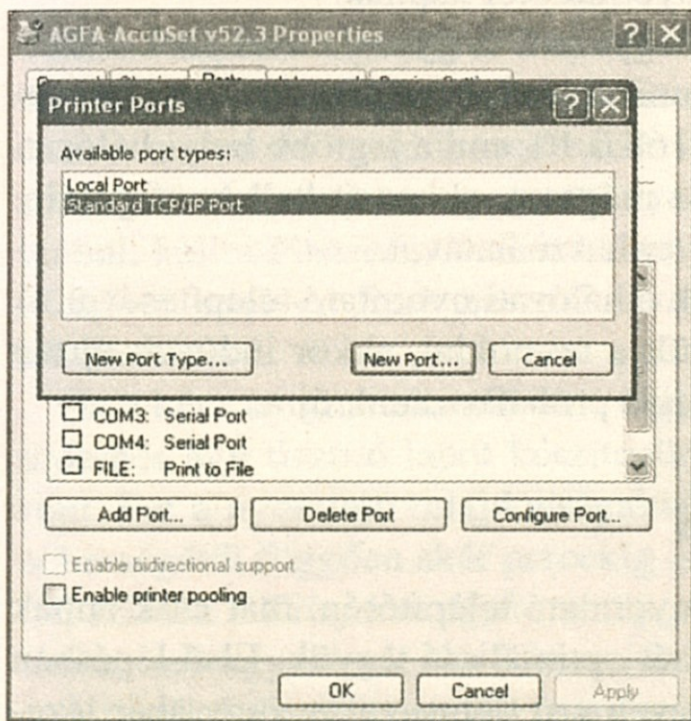 AGFA-AccuSet v52.3 Properties
Printer Ports
Available port types:
Local Port
Standard TCP/IP Port
New Port Type...
New Port...
Cancel
COM3: Serial Port
COM4: Serial Port
FILE: Print to File
Add Port...
Delete Port
Configure Port...
Enable bidirectional support
Enable printer pooling
OK
Cancel
Apply